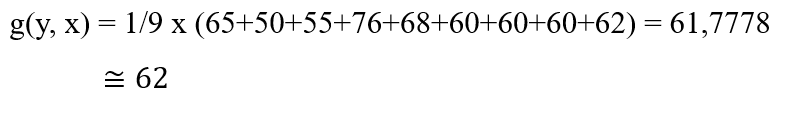 g(y, x) = 1/9 x (65+50+55+76+68+60+60+60+62) = 61,7778
≅ 62